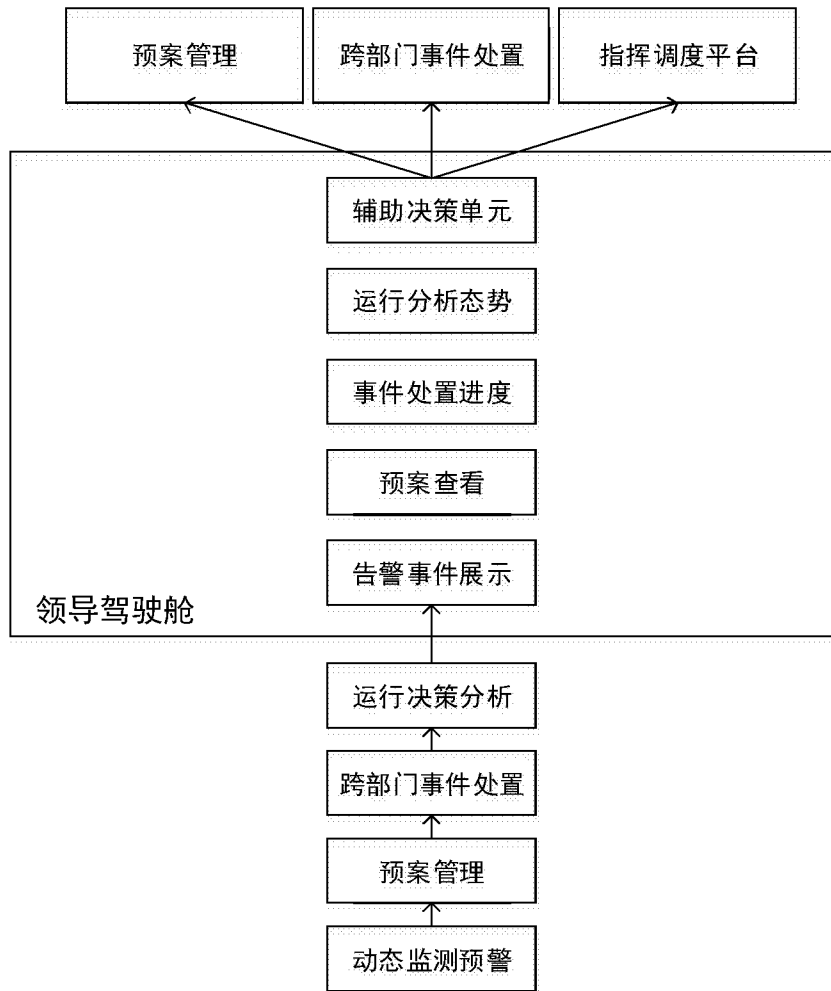 预案管理
跨部门事件处置
指挥调度平台
辅助决策单元
运行分析态势
事件处置进度
预案查看
告警事件展示
领导驾驶舱
运行决策分析
跨部门事件处置
预案管理
动态监测预警